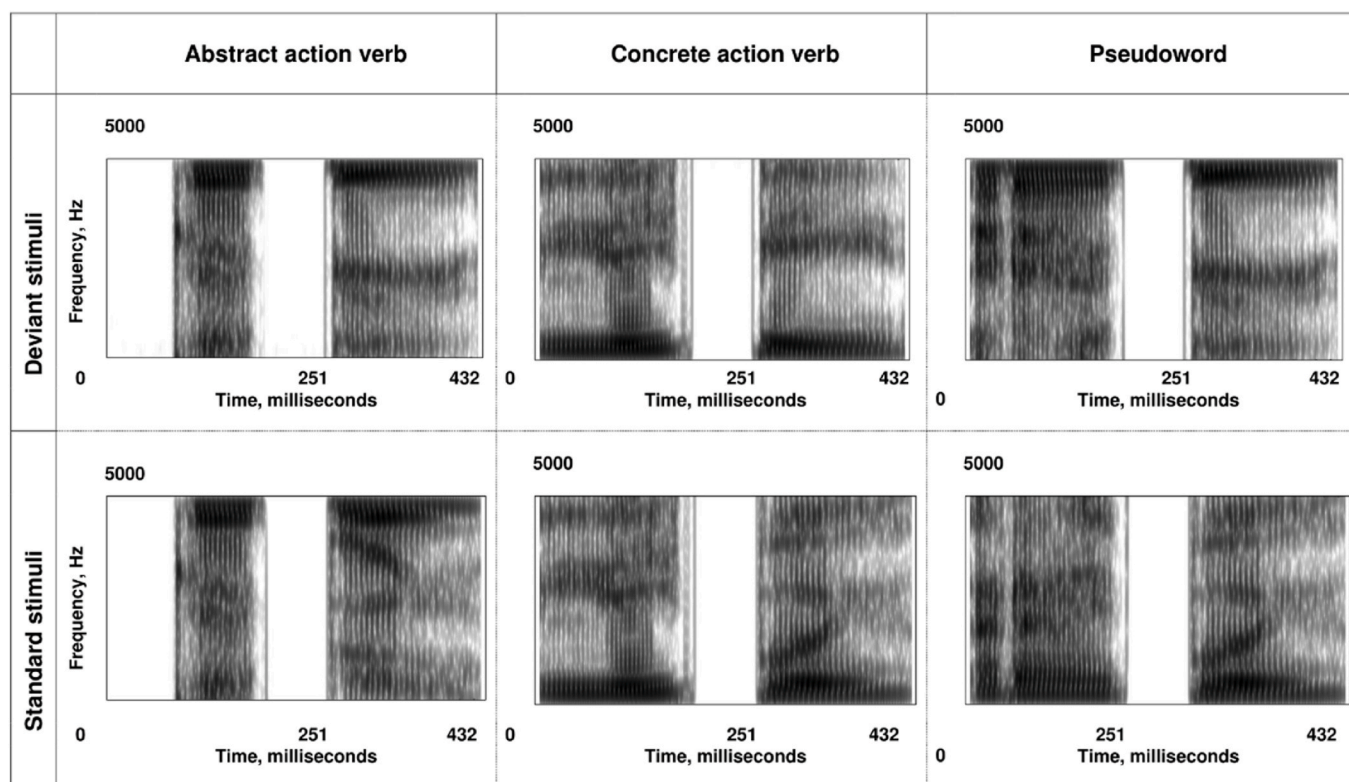 Abstract action verb
Concrete action verb
Pseudoword
Deviant stimuli
5000
Frequency, Hz
0
251
432
Time, milliseconds
5000
0
251
432
Time, milliseconds
5000
0
251
432
Time, milliseconds
Standard stimuli
5000
Frequency, Hz
0
251
432
Time, milliseconds
5000
0
251
432
Time, milliseconds
5000
0
251
432
Time, milliseconds